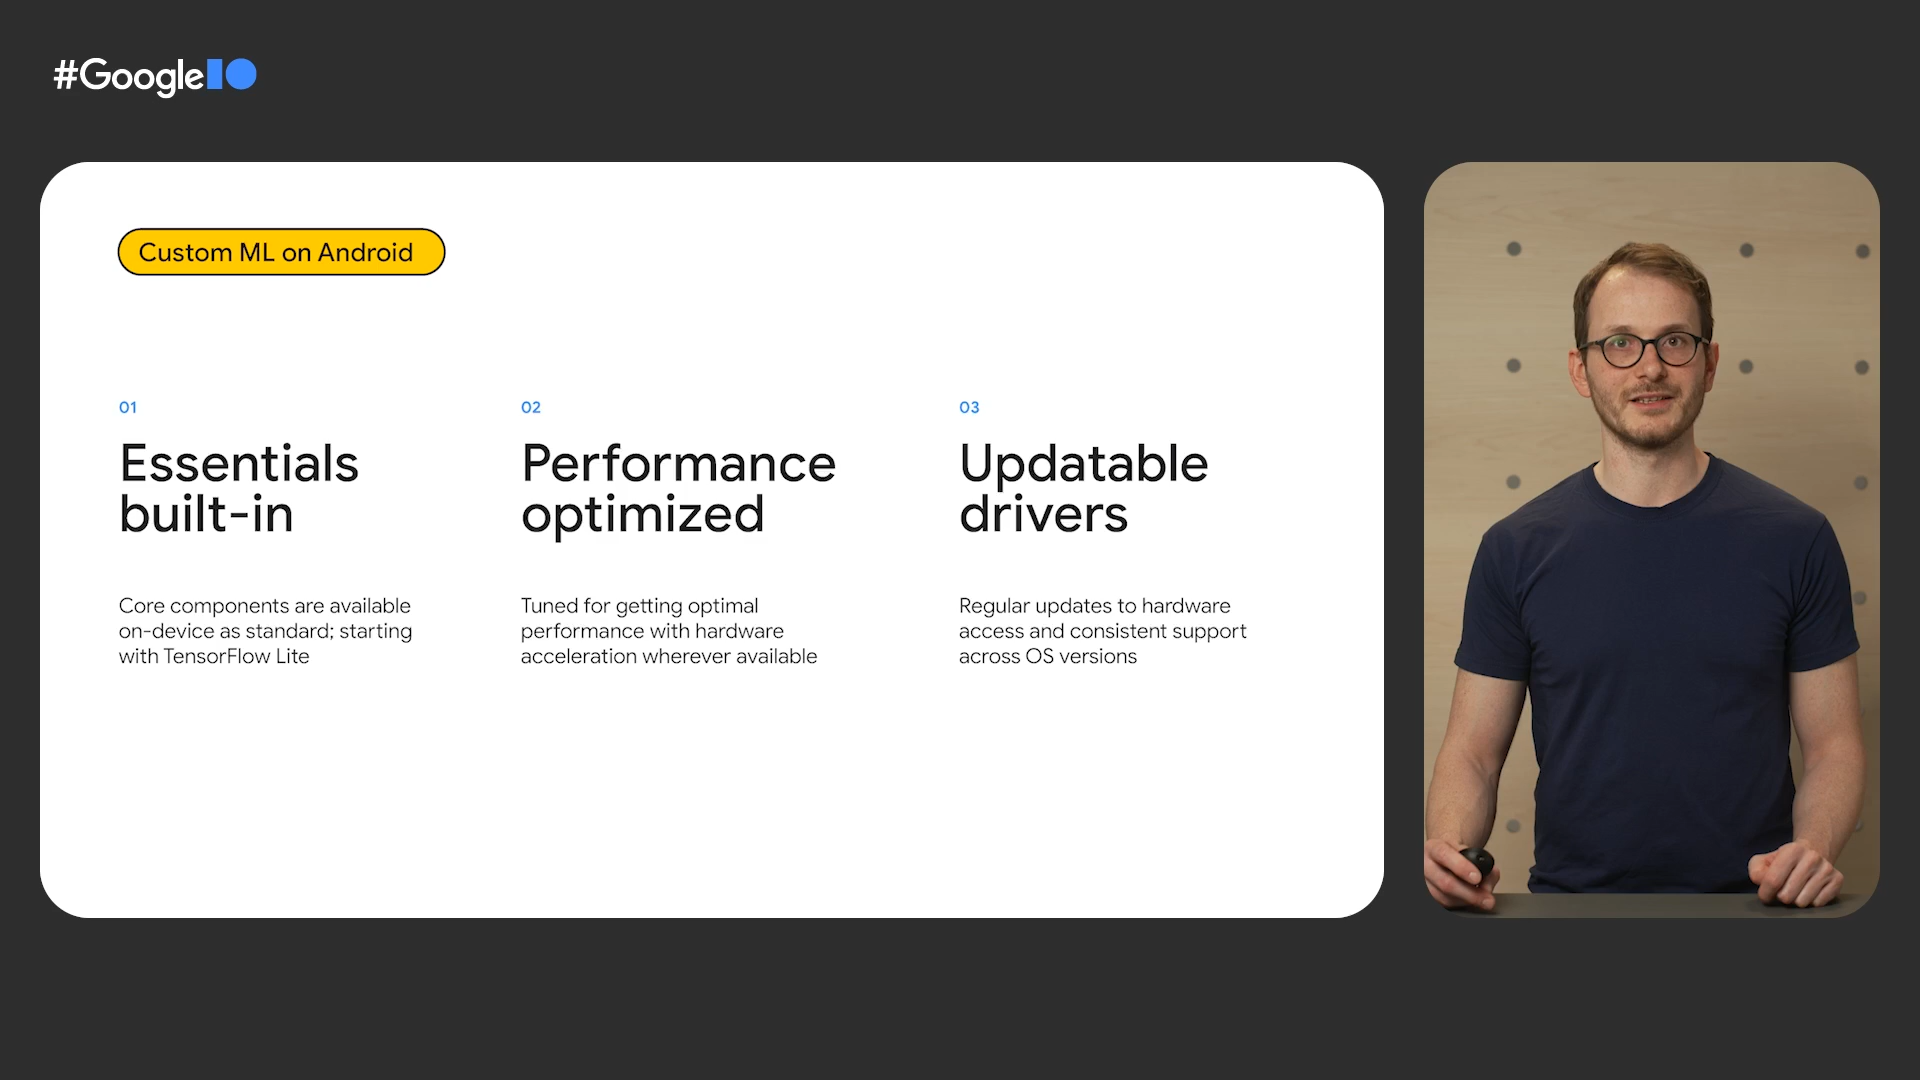 #GoogleIO
Custom ML on Android
01
Essentials
built-in
Core components are available
on-device as standard; starting
with TensorFlow Lite
02
Performance
optimized
Tuned for getting optimal
performance with hardware
acceleration wherever available
03
Updatable
drivers
Regular updates to hardware
access and consistent support
across OS versions